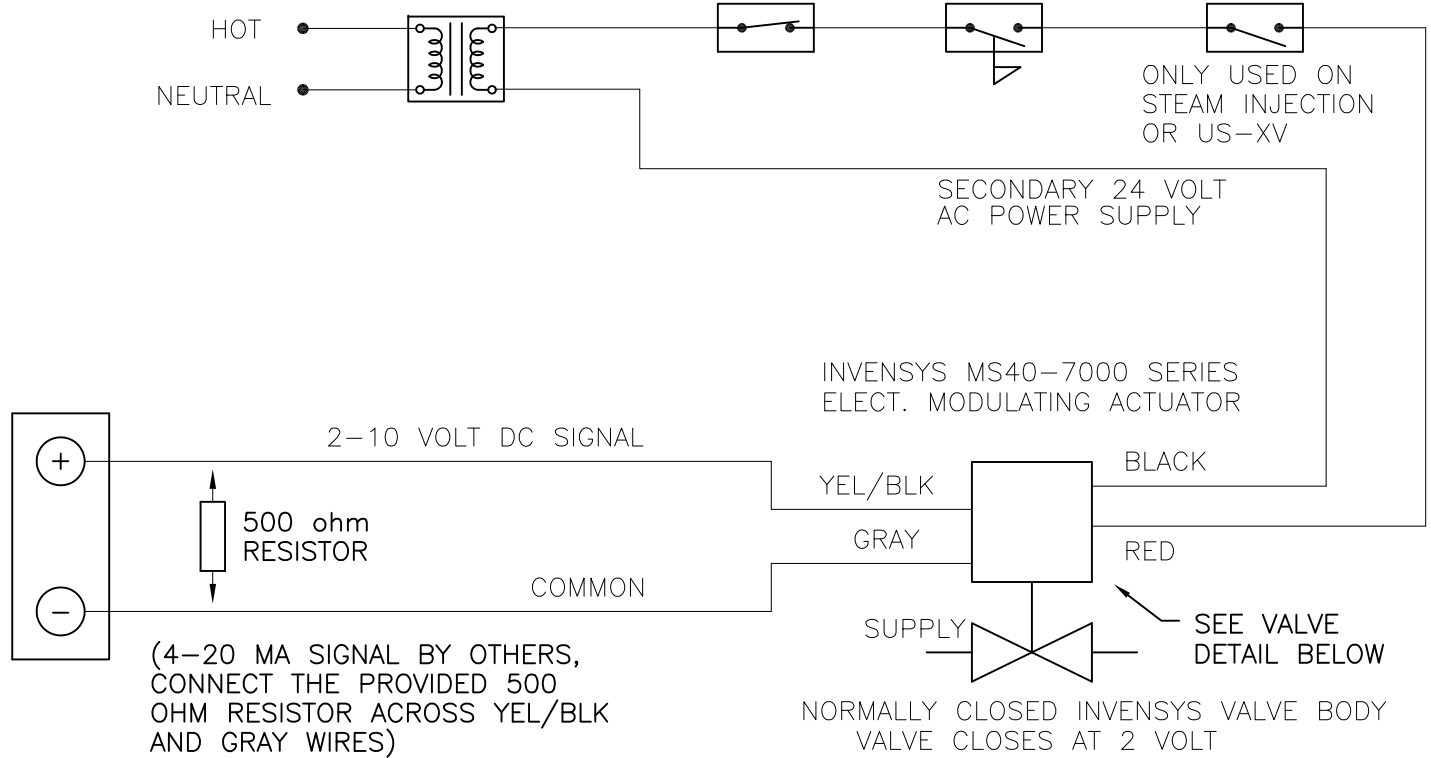 HOT
NEUTRAL
ONLY USED ON
STEAM INJECTION
OR US-XV
SECONDARY 24 VOLT
AC POWER SUPPLY
INVENSYS MS40-7000 SERIES
ELECT. MODULATING ACTUATOR
2-10 VOLT DC SIGNAL
+
YEL/BLK
BLACK
500 ohm
RESISTOR
GRAY
RED
COMMON
-
SUPPLY
SEE VALVE
DETAIL BELOW
(4-20 MA SIGNAL BY OTHERS,
CONNECT THE PROVIDED 500
OHM RESISTOR ACROSS YEL/BLK
AND GRAY WIRES)
NORMALLY CLOSED INVENSYS VALVE BODY
VALVE CLOSES AT 2 VOLT